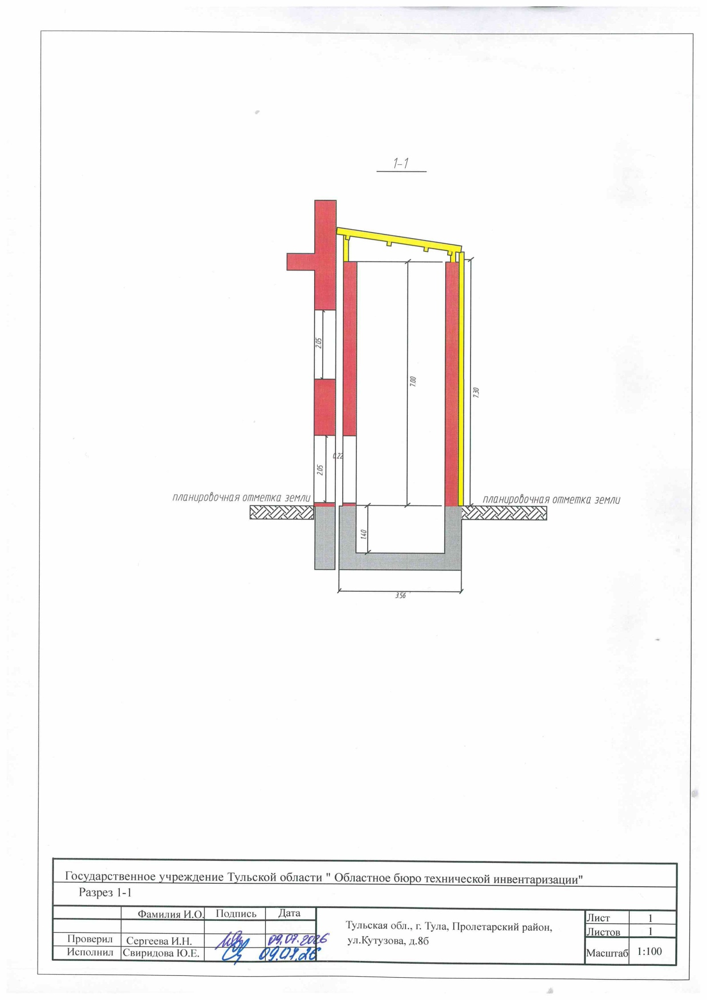 1-1
2.05
7.00
7.30
0.22
2.05
планировочная отметка земли
планировочная отметка земли
1.40
3.56
Государственное учреждение Тульской области " Областное бюро технической инвентаризации"
Разрез 1-1
Фамилия И.О. Подпись Дата
Проверил Сергеева И.Н. 09.07.2026
Исполнил Свиридова Ю.Е. 09.07.26
Тульская обл., г. Тула, Пролетарский район,
ул.Кутузова, д.8б
Лист 1
Листов 1
Масштаб 1:100